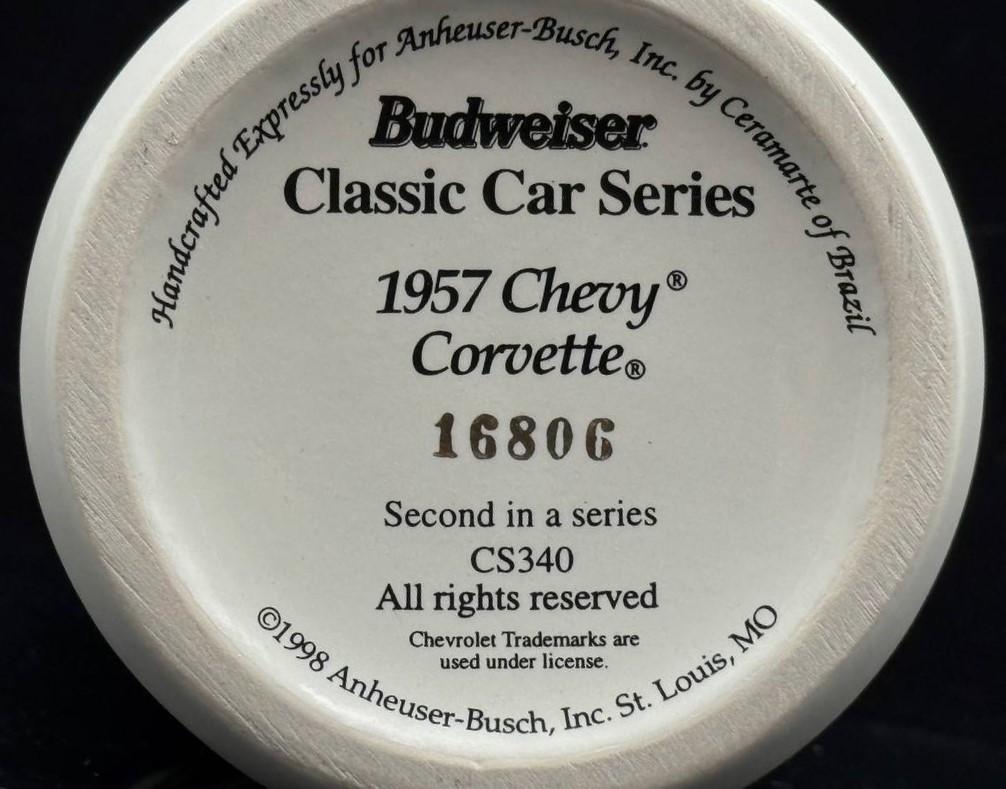 Handcrafted Expressly for Anheuser-Busch, Inc. by Ceramarte of Brazil
Budweiser
Classic Car Series
1957 Chevy®
Corvette®
16806
Second in a series
CS340
All rights reserved
Chevrolet Trademarks are
used under license.
©1998 Anheuser-Busch, Inc. St. Louis, MO